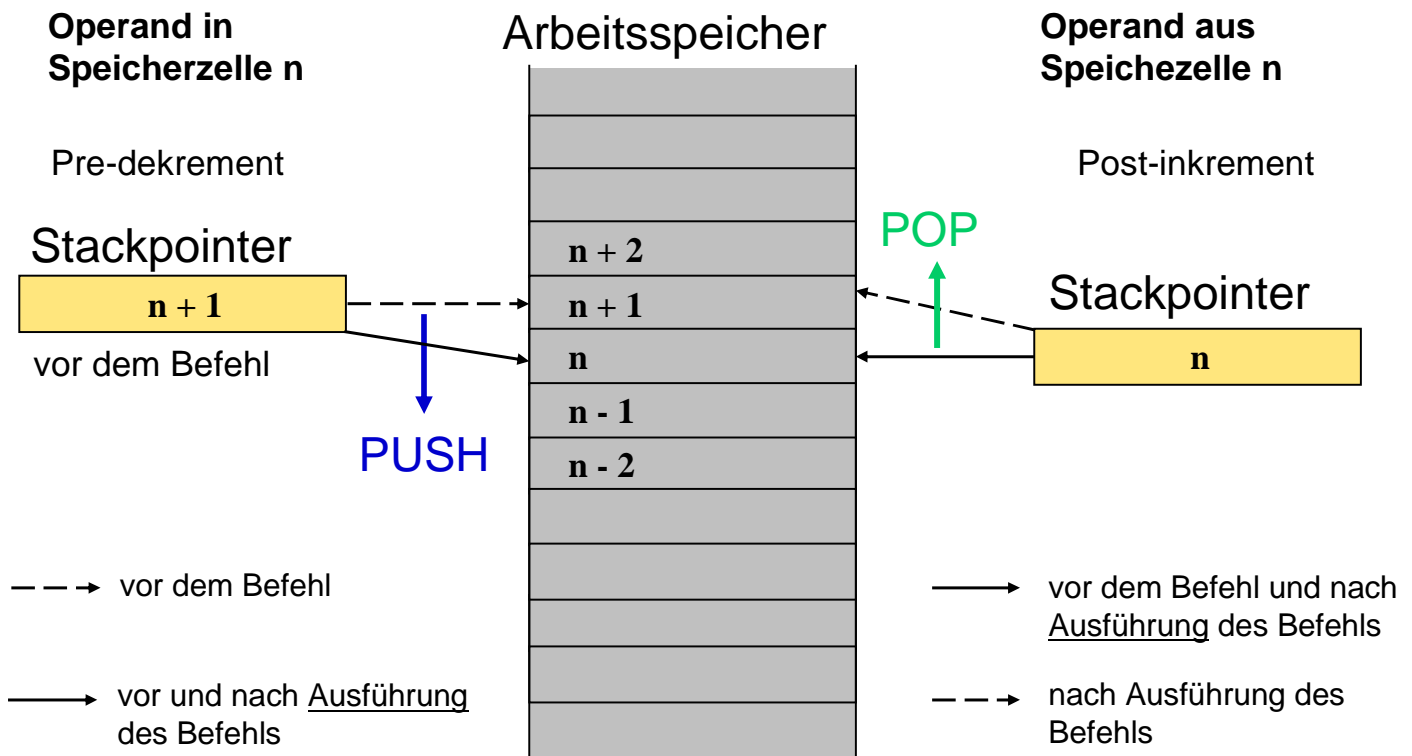 Operand in
Speicherzelle n
Pre-dekrement
Stackpointer
n + 1
vor dem Befehl
PUSH
Arbeitsspeicher
n + 2
n + 1
n
n - 1
n - 2
Operand aus
Speichezelle n
Post-inkrement
POP
Stackpointer
n
vor dem Befehl
vor und nach Ausführung
des Befehls
vor dem Befehl und nach
Ausführung des Befehls
nach Ausführung des
Befehls